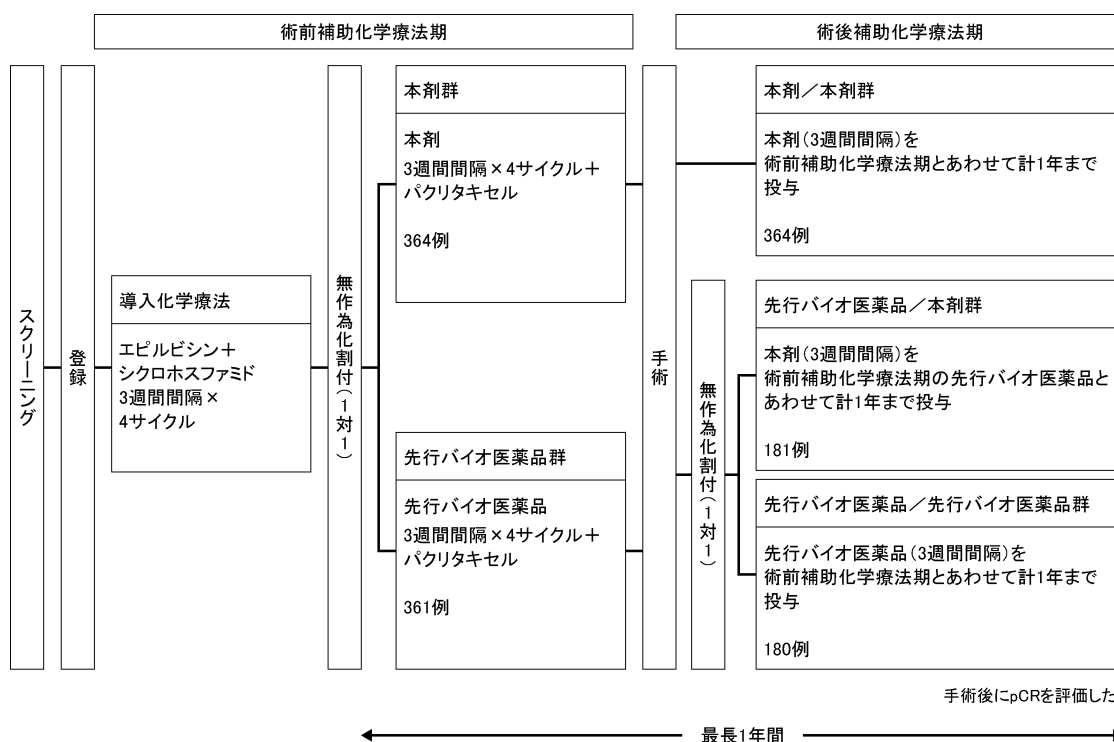 術前補助化学療法期
術後補助化学療法期
スクリーニング
登録
導入化学療法
エピルビシン＋
シクロホスファミド
3週間間隔×
4サイクル
無作為化割付(1対1)
本剤群
本剤
3週間間隔×4サイクル＋
パクリタキセル
364例
先行バイオ医薬品群
先行バイオ医薬品
3週間間隔×4サイクル＋
パクリタキセル
361例
手術
無作為化割付(1対1)
本剤／本剤群
本剤(3週間間隔)を
術前補助化学療法期とあわせて計1年まで
投与
364例
先行バイオ医薬品／本剤群
本剤(3週間間隔)を
術前補助化学療法期の先行バイオ医薬品と
あわせて計1年まで投与
181例
先行バイオ医薬品／先行バイオ医薬品群
先行バイオ医薬品(3週間間隔)を
術前補助化学療法期とあわせて計1年まで
投与
180例
手術後にpCRを評価した
最長1年間